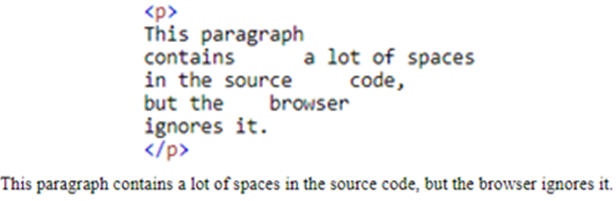 <p>
This paragraph
contains      a lot of spaces
in the source     code,
but the    browser
ignores it.
</p>
This paragraph contains a lot of spaces in the source code, but the browser ignores it.